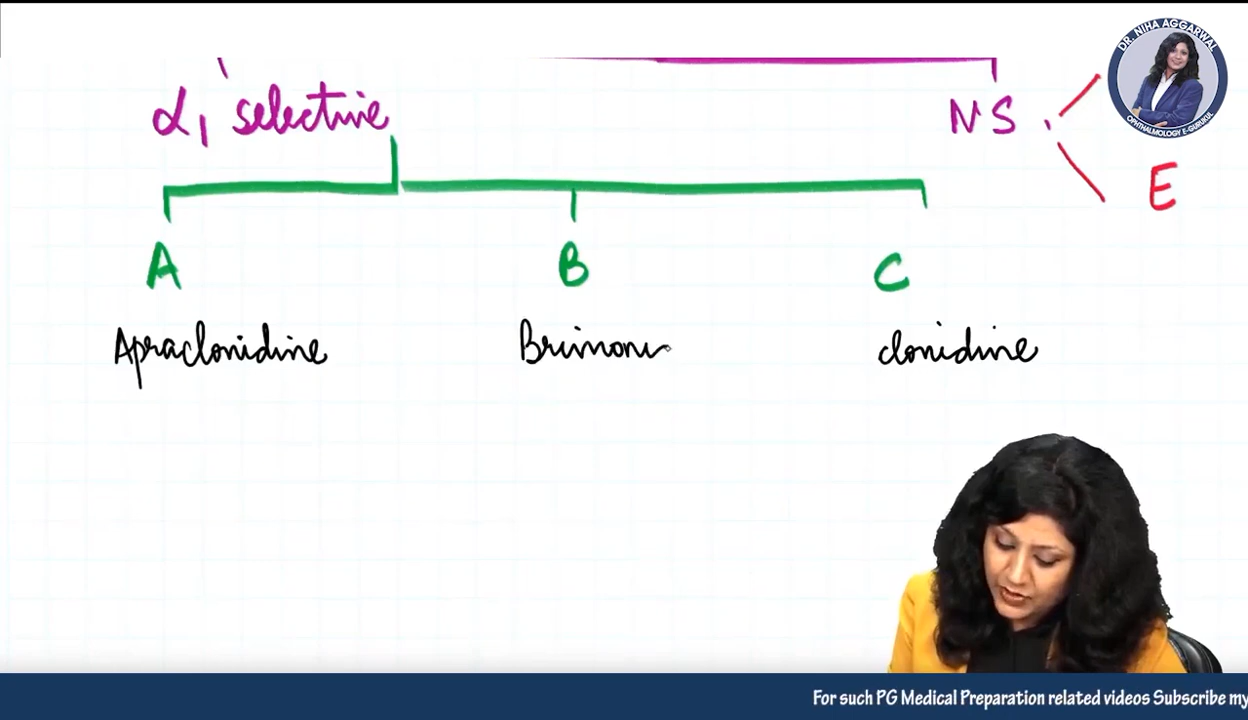 DR. NIHA AGGARWAL
OPHTHALMOLOGY E-GURUKUL
α1 selective
NS
E
A
B
C
Apraclonidine
Brimoni
clonidine
For such PG Medical Preparation related videos Subscribe my